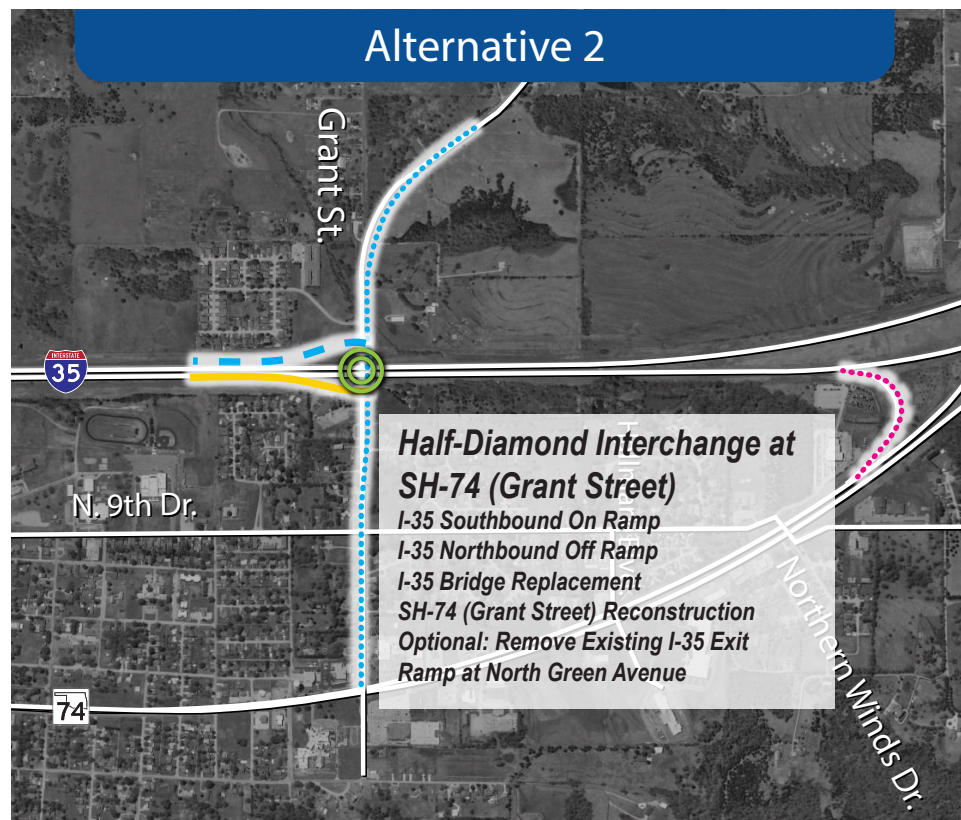 Alternative 2
Grant St.
INTERSTATE
35
Half-Diamond Interchange at
SH-74 (Grant Street)
I-35 Southbound On Ramp
I-35 Northbound Off Ramp
I-35 Bridge Replacement
SH-74 (Grant Street) Reconstruction
Optional: Remove Existing I-35 Exit
Ramp at North Green Avenue
N. 9th Dr.
Northern Winds Dr.
74